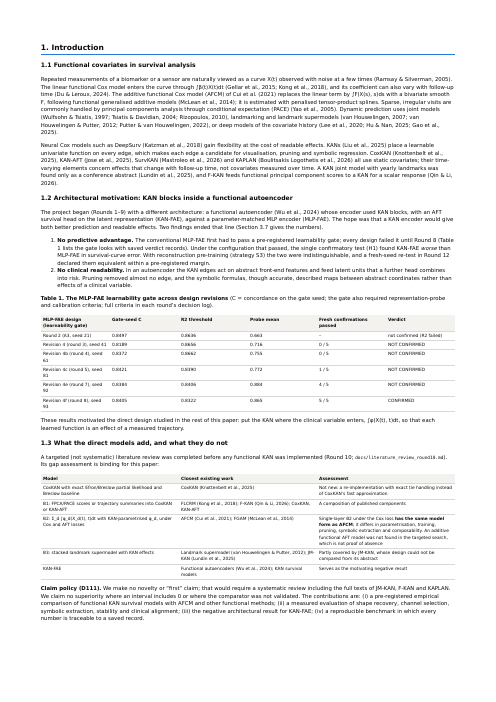 1. Introduction
1.1 Functional covariates in survival analysis
Repeated measurements of a biomarker or a sensor are naturally viewed as a curve X(t) observed with noise at a few times (Ramsay & Silverman, 2005).
The linear functional Cox model enters the curve through ∫β(t)X(t)dt (Gellar et al., 2015; Kong et al., 2018), and its coefficient can also vary with follow-up
time (Du & Leroux, 2024). The additive functional Cox model (AFCM) of Cui et al. (2021) replaces the linear term by ∫F(X(s), s)ds with a bivariate smooth
F, following functional generalised additive models (McLean et al., 2014); it is estimated with penalised tensor-product splines. Sparse, irregular visits are
commonly handled by principal components analysis through conditional expectation (PACE) (Yao et al., 2005). Dynamic prediction uses joint models
(Wulfsohn & Tsiatis, 1997; Tsiatis & Davidian, 2004; Rizopoulos, 2010), landmarking and landmark supermodels (van Houwelingen, 2007; van
Houwelingen & Putter, 2012; Putter & van Houwelingen, 2022), or deep models of the covariate history (Lee et al., 2020; Hu & Nan, 2025; Gao et al.,
2025).
Neural Cox models such as DeepSurv (Katzman et al., 2018) gain flexibility at the cost of readable effects. KANs (Liu et al., 2025) place a learnable
univariate function on every edge, which makes each edge a candidate for visualisation, pruning and symbolic regression. CoxKAN (Knottenbelt et al.,
2025), KAN-AFT (Jose et al., 2025), SurvKAN (Mastroleo et al., 2026) and KAPLAN (Boulitsakis Logothetis et al., 2026) all use static covariates; their time-
varying elements concern effects that change with follow-up time, not covariates measured over time. A KAN joint model with yearly landmarks was
found only as a conference abstract (Lundin et al., 2025), and F-KAN feeds functional principal component scores to a KAN for a scalar response (Qin & Li,
2026).
1.2 Architectural motivation: KAN blocks inside a functional autoencoder
The project began (Rounds 1–9) with a different architecture: a functional autoencoder (Wu et al., 2024) whose encoder used KAN blocks, with an AFT
survival head on the latent representation (KAN-FAE), against a parameter-matched MLP encoder (MLP-FAE). The hope was that a KAN encoder would give
both better prediction and readable effects. Two findings ended that line (Section 3.7 gives the numbers).
1. No predictive advantage. The conventional MLP-FAE first had to pass a pre-registered learnability gate; every design failed it until Round 8 (Table
1 lists the gate looks with saved verdict records). Under the configuration that passed, the single confirmatory test (H1) found KAN-FAE worse than
MLP-FAE in survival-curve error. With reconstruction pre-training (strategy S3) the two were indistinguishable, and a fresh-seed re-test in Round 12
declared them equivalent within a pre-registered margin.
2. No clinical readability. In an autoencoder the KAN edges act on abstract front-end features and feed latent units that a further head combines
into risk. Pruning removed almost no edge, and the symbolic formulas, though accurate, described maps between abstract coordinates rather than
effects of a clinical variable.
Table 1. The MLP-FAE learnability gate across design revisions (C = concordance on the gate seed; the gate also required representation-probe
and calibration criteria; full criteria in each round's decision log).
MLP-FAE design (learnability gate) Gate-seed C R2 threshold Probe mean Fresh confirmations passed Verdict
Round 2 (A3, seed 21) 0.8497 0.8636 0.663 – not confirmed (R2 failed)
Revision 4 (round 3), seed 41 0.8189 0.8656 0.716 0 / 5 NOT CONFIRMED
Revision 4b (round 4), seed 61 0.8372 0.8662 0.755 0 / 5 NOT CONFIRMED
Revision 4c (round 5), seed 81 0.8421 0.8390 0.772 1 / 5 NOT CONFIRMED
Revision 4e (round 7), seed 92 0.8384 0.8406 0.884 4 / 5 NOT CONFIRMED
Revision 4f (round 8), seed 93 0.8405 0.8322 0.865 5 / 5 CONFIRMED
These results motivated the direct design studied in the rest of this paper: put the KAN where the clinical variable enters, ∫φ(X(t), t)dt, so that each
learned function is an effect of a measured trajectory.
1.3 What the direct models add, and what they do not
A targeted (not systematic) literature review was completed before any functional KAN was implemented (Round 10; docs/literature_review_round10.md).
Its gap assessment is binding for this paper:
Model Closest existing work Assessment
CoxKAN with exact Efron/Breslow partial likelihood and Breslow baseline CoxKAN (Knottenbelt et al., 2025) Not new: a re-implementation with exact tie handling instead of CoxKAN's fast approximation
B1: FPCA/PACE scores or trajectory summaries into CoxKAN or KAN-AFT FLCRM (Kong et al., 2018); F-KAN (Qin & Li, 2026); CoxKAN, KAN-AFT A composition of published components
AFCM (Cui et al., 2021); FGAM (McLean et al., 2014) Single-layer B2 under the Cox loss has the same model form as AFCM; it differs in parametrisation, training, pruning, symbolic extraction and compositionality. An additive functional AFT model was not found in the targeted search, which is not proof of absence
B3: stacked landmark supermodel with KAN effects Landmark supermodel (van Houwelingen & Putter, 2012); JM-KAN (Lundin et al., 2025) Partly covered by JM-KAN, whose design could not be compared from its abstract
KAN-FAE Functional autoencoders (Wu et al., 2024); KAN survival models Serves as the motivating negative result
Claim policy (D111). We make no novelty or "first" claim; that would require a systematic review including the full texts of JM-KAN, F-KAN and KAPLAN.
We claim no superiority where an interval includes 0 or where the comparator was not validated. The contributions are: (i) a pre-registered empirical
comparison of functional KAN survival models with AFCM and other functional methods; (ii) a measured evaluation of shape recovery, channel selection,
symbolic extraction, stability and clinical alignment; (iii) the negative architectural result for KAN-FAE; (iv) a reproducible benchmark in which every
number is traceable to a saved record.